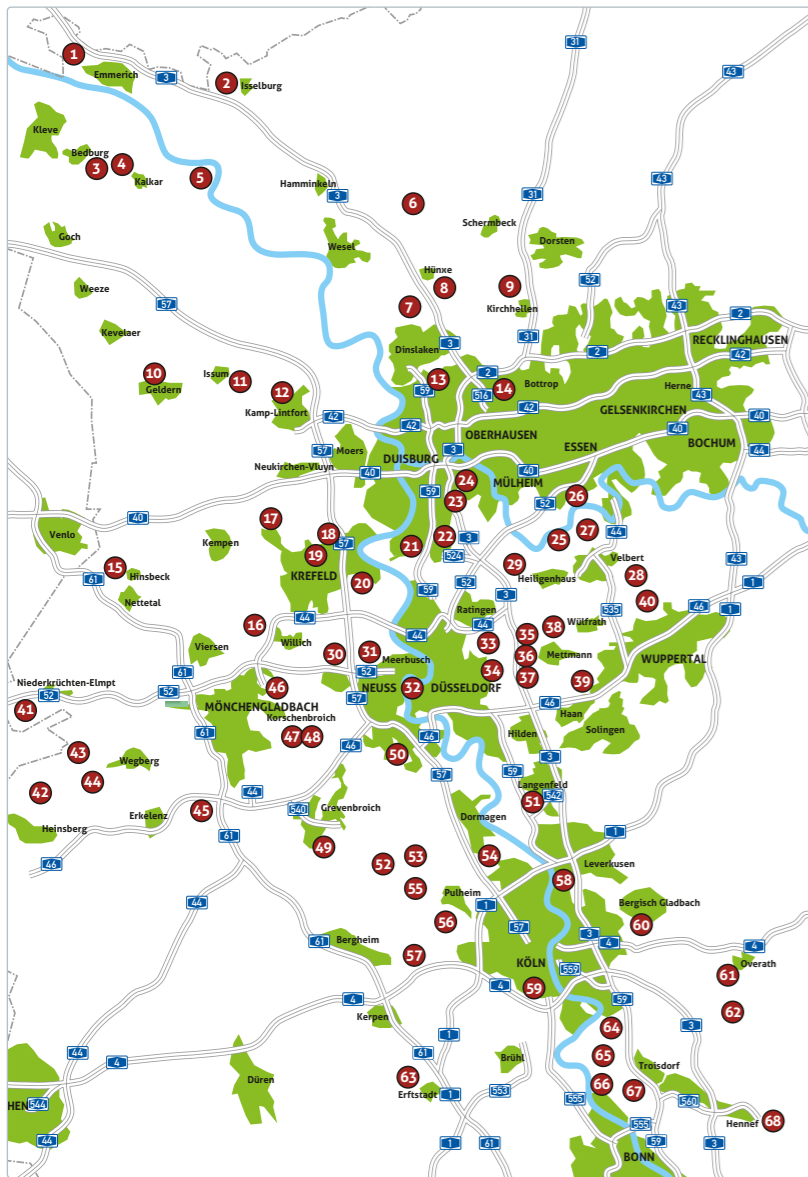 31
43
1
Emmerich
3
2
Isselburg
Kleve
Bedburg
3
4
Kalkar
5
Hamminkeln
3
43
31
6
Schermbeck
Dorsten
Goch
Wesel
Hünxe
8
9
Kirchhellen
52
Weeze
57
7
43
2
Kevelaer
Dinslaken
3
31
RECKLINGHAUSEN
2
42
10
Geldern
Issum
11
12
Kamp-Lintfort
13
59
2
516
14
Bottrop
Herne
43
42
42
42
GELSENKIRCHEN
40
57
Moers
DUISBURG
OBERHAUSEN
3
ESSEN
40
BOCHUM
44
Neukirchen-Vluyn
40
24
MÜLHEIM
40
59
23
52
26
40
17
Venlo
Kempen
18
57
19
KREFELD
21
22
524
3
25
27
44
43
15
Hinsbeck
61
Nettetal
20
59
52
29
Heiligenhaus
3
Velbert
28
40
1
46
1
16
44
Willich
44
Ratingen
44
33
35
38
Wülfrath
535
Viersen
61
30
31
Meerbusch
52
36
Mettmann
WUPPERTAL
34
37
39
Niederkrüchten-Elmpt
52
52
46
NEUSS
57
32
DÜSSELDORF
46
Haan
41
MÖNCHENGLADBACH
Korschenbroich
61
47
48
46
50
46
57
Hilden
59
3
Solingen
43
Wegberg
44
42
44
45
540
Grevenbroich
Langenfeld
542
51
Erkelenz
Heinsberg
61
46
49
Dormagen
1
52
53
54
Leverkusen
44
55
Pulheim
58
1
Bergisch Gladbach
60
56
57
3
4
4
61
Bergheim
57
KÖLN
559
Overath
61
4
59
59
4
Kerpen
62
3
1
64
44
4
61
Brühl
65
Troisdorf
63
Düren
Erftstadt
1
553
66
67
555
560
HEN
544
44
555
59
Hennef
68
3
1
61
BONN